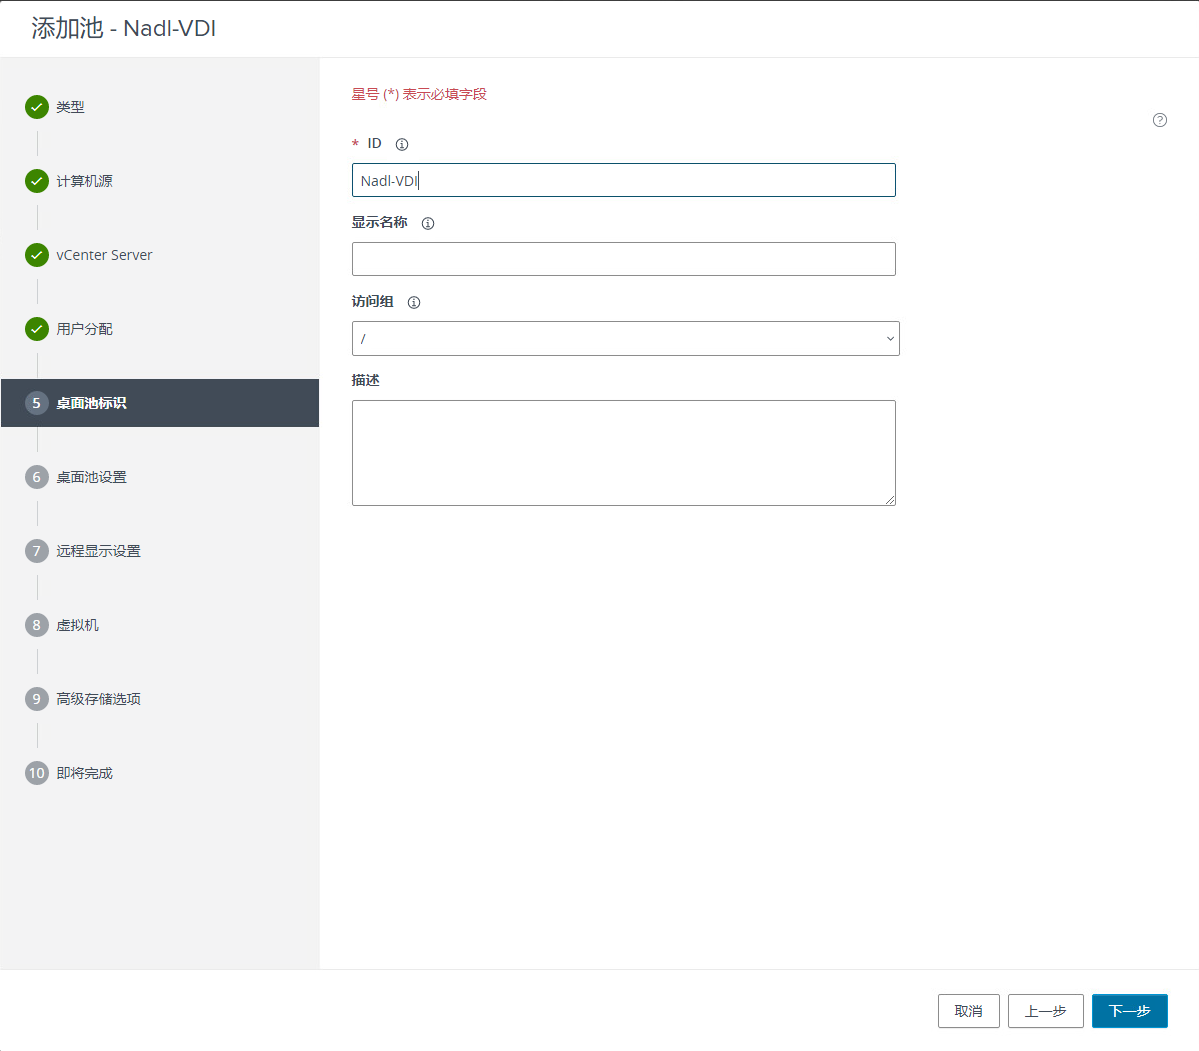 添加池 - Nadl-VDI
类型
计算机源
vCenter Server
用户分配
5 桌面池标识
6 桌面池设置
7 远程显示设置
8 虚拟机
9 高级存储选项
10 即将完成
星号 (*) 表示必填字段
* ID
Nadl-VDI
显示名称
访问组
/
描述
取消 上一步 下一步